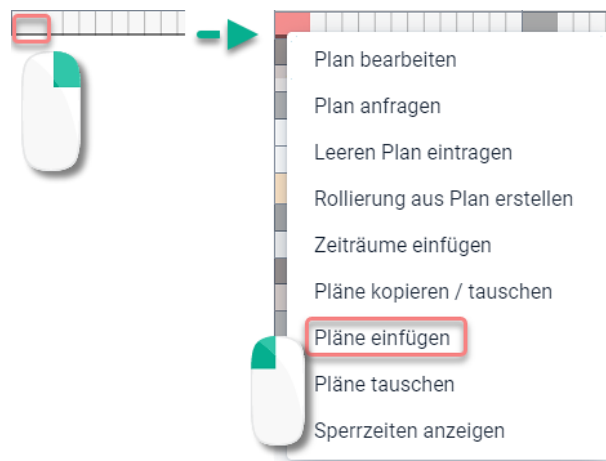 Plan bearbeiten
Plan anfragen
Leeren Plan eintragen
Rollierung aus Plan erstellen
Zeiträume einfügen
Pläne kopieren / tauschen
Pläne einfügen
Pläne tauschen
Sperrzeiten anzeigen